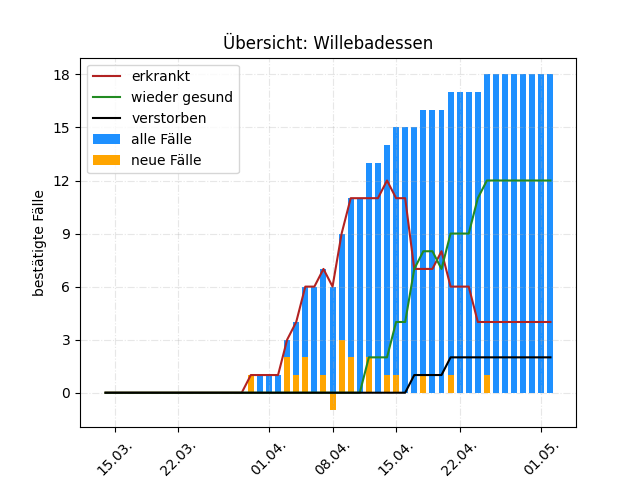 Übersicht: Willebadessen
bestätigte Fälle
18
15
12
9
6
3
0
erkrankt
wieder gesund
verstorben
alle Fälle
neue Fälle
15.03.
22.03.
01.04.
08.04.
15.04.
22.04.
01.05.